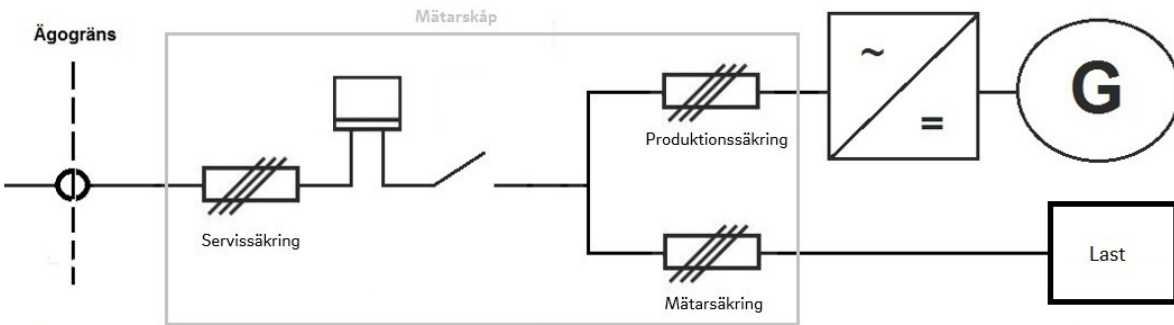 Mätarskåp
Ägogräns
~
=
G
Produktionssäkring
Servissäkring
Last
Mätarsäkring